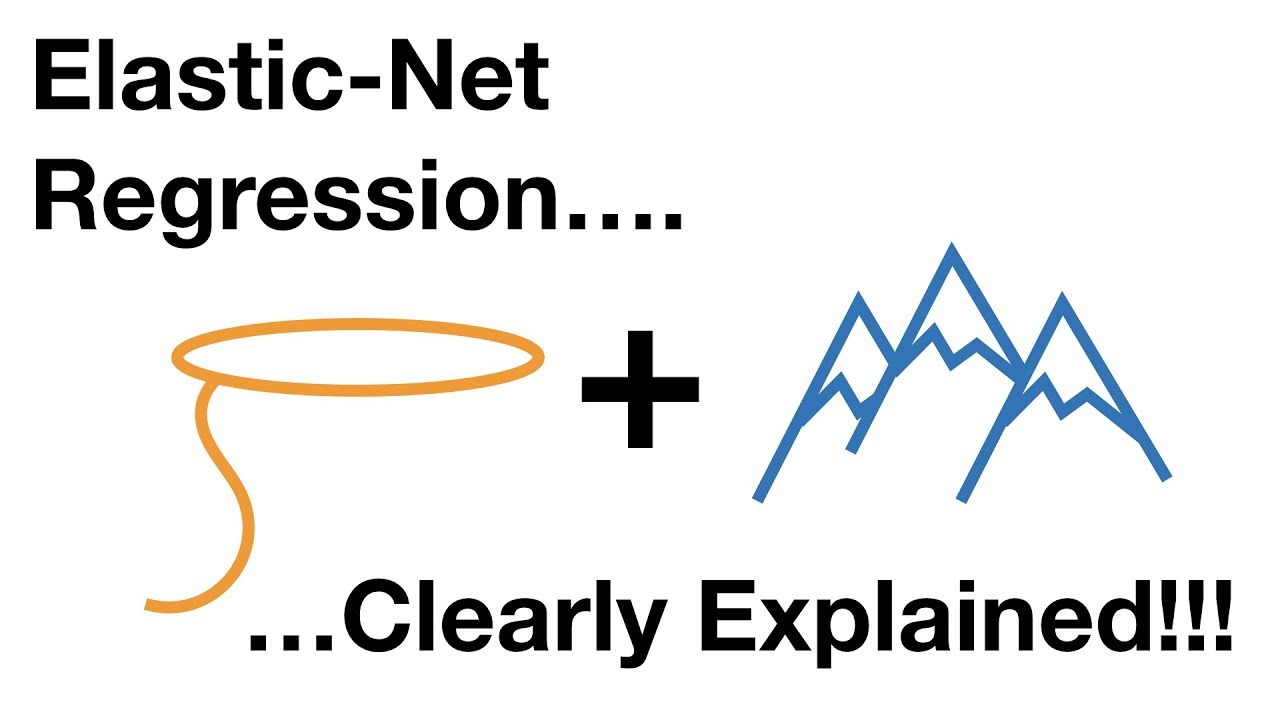 Elastic-Net
Regression....
+
...Clearly Explained!!!